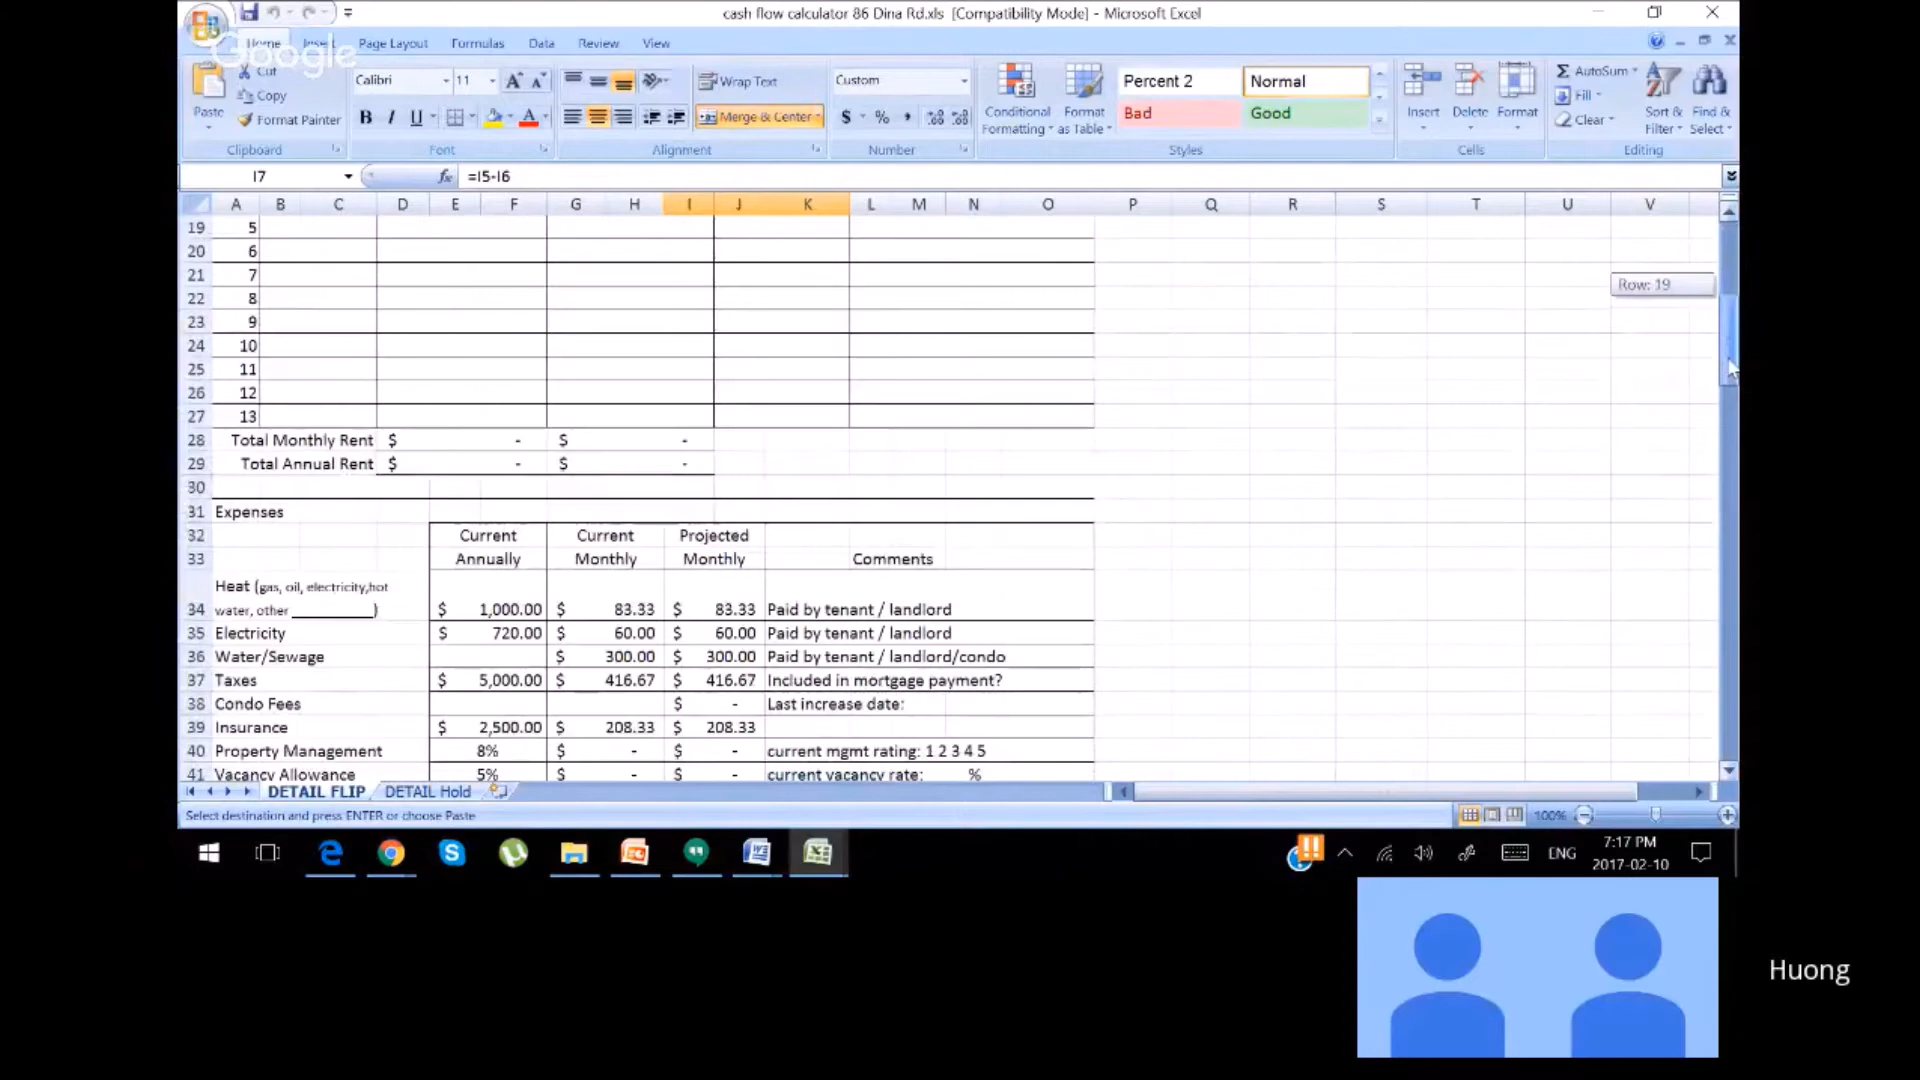 cash flow calculator 86 Dina Rd.xls [Compatibility Mode] - Microsoft Excel
Google
Home Insert Page Layout Formulas Data Review View
Paste
Cut
Copy
Format Painter
Calibri 11
B I U
Wrap Text
Merge & Center
Custom
$ %
Conditional Formatting
Format as Table
Percent 2 Normal
Bad Good
Insert Delete Format
AutoSum
Fill
Clear
Sort & Filter
Find & Select
Clipboard Font Alignment Number Styles Cells Editing
I7 fx =I5-I6
A B C D E F G H I J K L M N O P Q R S T U V
19 5
20 6
Row: 19
21 7
22 8
23 9
24 10
25 11
26 12
27 13
28 Total Monthly Rent $ - $ -
29 Total Annual Rent $ - $ -
30
31 Expenses
32 Current Current Projected
33 Annually Monthly Monthly Comments
Heat (gas, oil, electricity,hot
34 water, other ________) $ 1,000.00 $ 83.33 $ 83.33 Paid by tenant / landlord
35 Electricity $ 720.00 $ 60.00 $ 60.00 Paid by tenant / landlord
36 Water/Sewage $ 300.00 $ 300.00 Paid by tenant / landlord/condo
37 Taxes $ 5,000.00 $ 416.67 $ 416.67 Included in mortgage payment?
38 Condo Fees $ - Last increase date:
39 Insurance $ 2,500.00 $ 208.33 $ 208.33
40 Property Management 8% $ - $ - current mgmt rating: 1 2 3 4 5
41 Vacancy Allowance 5% $ - $ - current vacancy rate: %
DETAIL FLIP DETAIL Hold
Select destination and press ENTER or choose Paste 100%
ENG
7:17 PM
2017-02-10
Huong